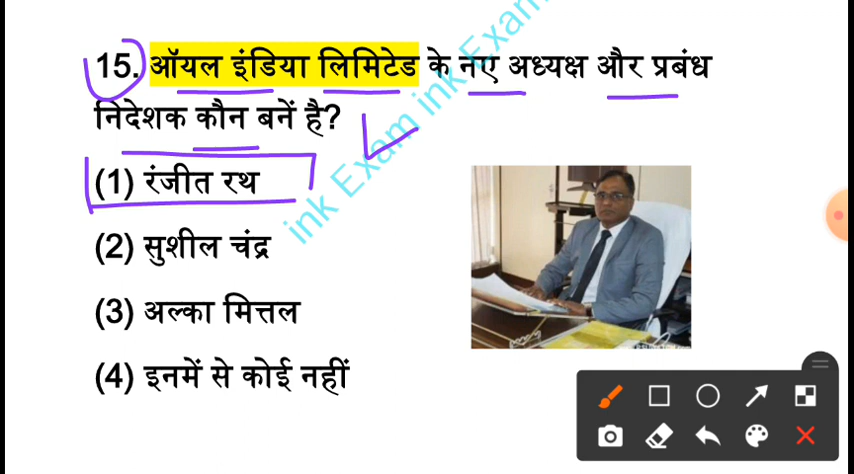 15. ऑयल इंडिया लिमिटेड के नए अध्यक्ष और प्रबंध
निदेशक कौन बनें है?
(1) रंजीत रथ
(2) सुशील चंद्र
(3) अल्का मित्तल
(4) इनमें से कोई नहीं
ink Exam ink Exam